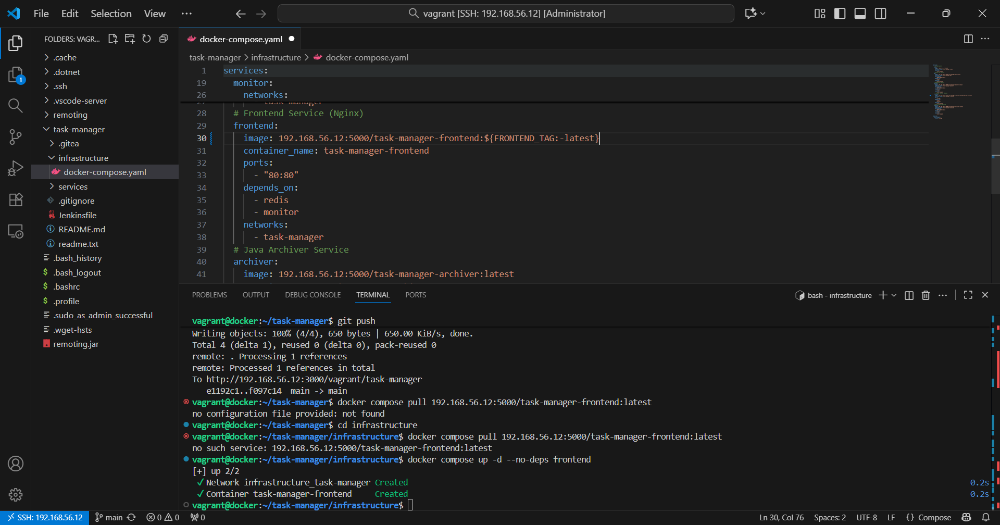 File Edit Selection View ··· vagrant [SSH: 192.168.56.12] [Administrator]
FOLDERS: VAGR...
.cache
.dotnet
.ssh
.vscode-server
remoting
task-manager
.gitea
infrastructure
docker-compose.yaml
services
.gitignore
Jenkinsfile
README.md
readme.txt
.bash_history
.bash_logout
.bashrc
.profile
.sudo_as_admin_successful
.wget-hsts
remoting.jar
1
docker-compose.yaml
task-manager > infrastructure > docker-compose.yaml
1 services:
19 monitor:
26 networks:
27 - task-manager
28 # Frontend Service (Nginx)
29 frontend:
30 image: 192.168.56.12:5000/task-manager-frontend:${FRONTEND_TAG:-latest}
31 container_name: task-manager-frontend
32 ports:
33 - "80:80"
34 depends_on:
35 - redis
36 - monitor
37 networks:
38 - task-manager
39 # Java Archiver Service
40 archiver:
41 image: 192.168.56.12:5000/task-manager-archiver:latest
PROBLEMS OUTPUT DEBUG CONSOLE TERMINAL PORTS bash - infrastructure
vagrant@docker:~/task-manager$ git push
Writing objects: 100% (4/4), 650 bytes | 650.00 KiB/s, done.
Total 4 (delta 1), reused 0 (delta 0), pack-reused 0
remote: . Processing 1 references
remote: Processed 1 references in total
To http://192.168.56.12:3000/vagrant/task-manager
e1192c1..f097c14 main -> main
vagrant@docker:~/task-manager$ docker compose pull 192.168.56.12:5000/task-manager-frontend:latest
no configuration file provided: not found
vagrant@docker:~/task-manager$ cd infrastructure
vagrant@docker:~/task-manager/infrastructure$ docker compose pull 192.168.56.12:5000/task-manager-frontend:latest
no such service: 192.168.56.12:5000/task-manager-frontend:latest
vagrant@docker:~/task-manager/infrastructure$ docker compose up -d --no-deps frontend
[+] up 2/2
✓ Network infrastructure_task-manager Created 0.2s
✓ Container task-manager-frontend Created 0.2s
vagrant@docker:~/task-manager/infrastructure$
SSH: 192.168.56.12 main 0 0 0 Ln 30, Col 76 Spaces: 2 UTF-8 LF {} Compose